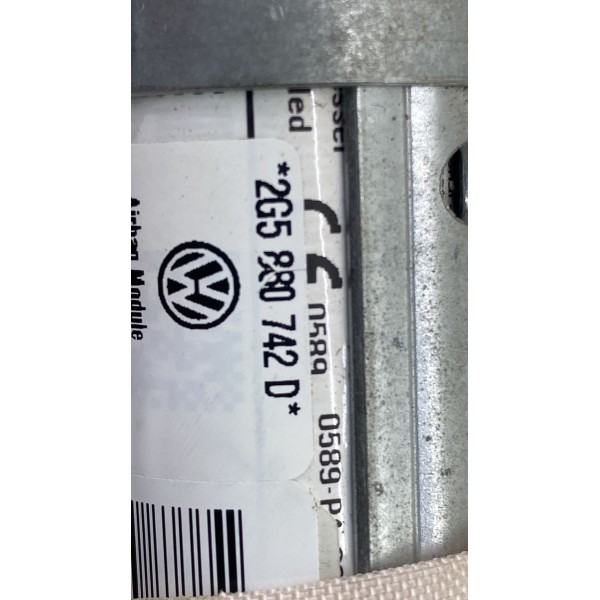 led
0589
0589-P
*2G5 880 742 D*
Airbag Module